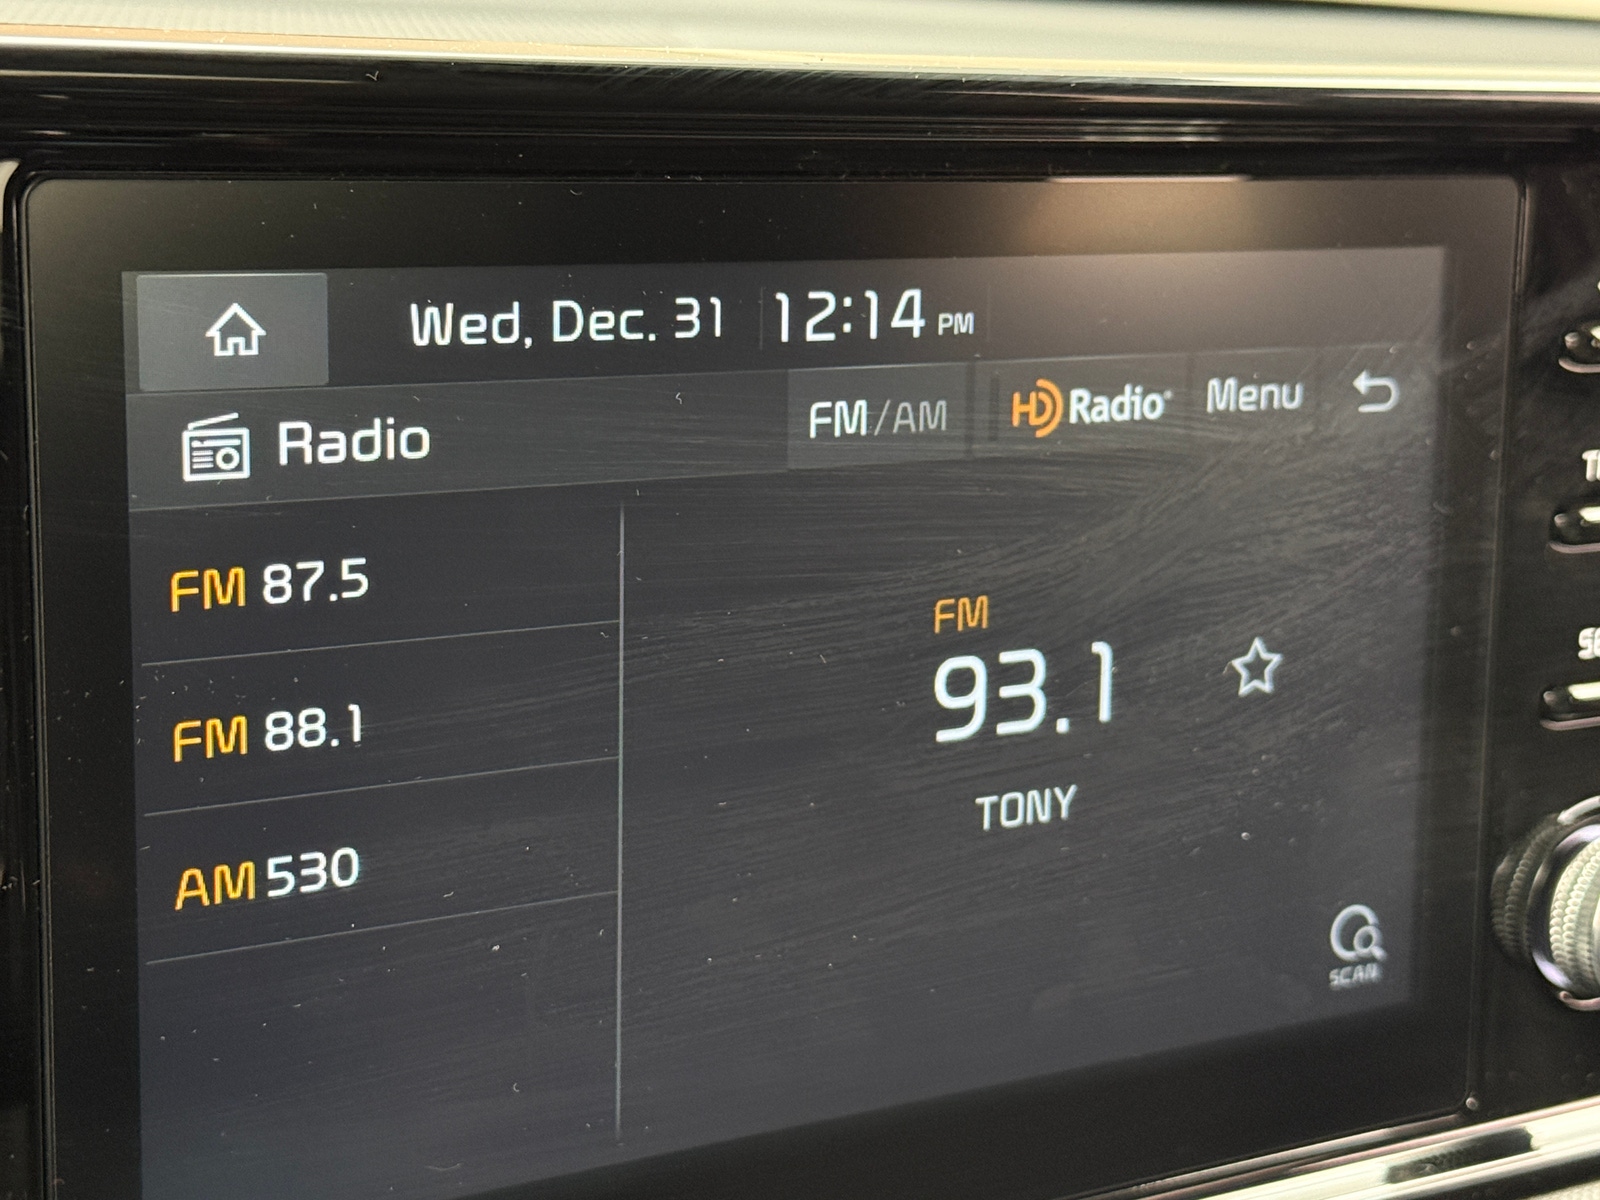 Wed, Dec. 31 12:14 PM
Radio FM/AM HD Radio® Menu
FM 87.5
FM 88.1
AM 530
FM
93.1
TONY
SCAN